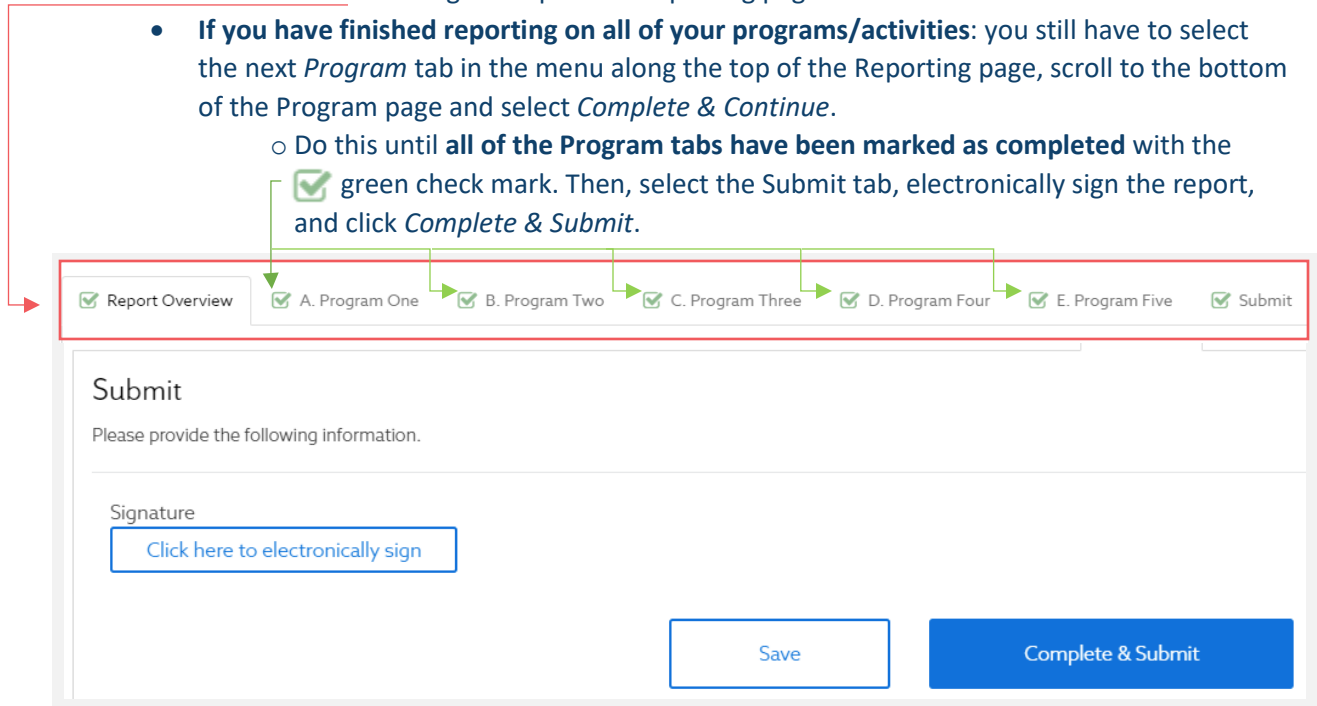 • If you have finished reporting on all of your programs/activities: you still have to select
the next Program tab in the menu along the top of the Reporting page, scroll to the bottom
of the Program page and select Complete & Continue.
o Do this until all of the Program tabs have been marked as completed with the
green check mark. Then, select the Submit tab, electronically sign the report,
and click Complete & Submit.
Report Overview A. Program One B. Program Two C. Program Three D. Program Four E. Program Five Submit
Submit
Please provide the following information.
Signature
Click here to electronically sign
Save Complete & Submit